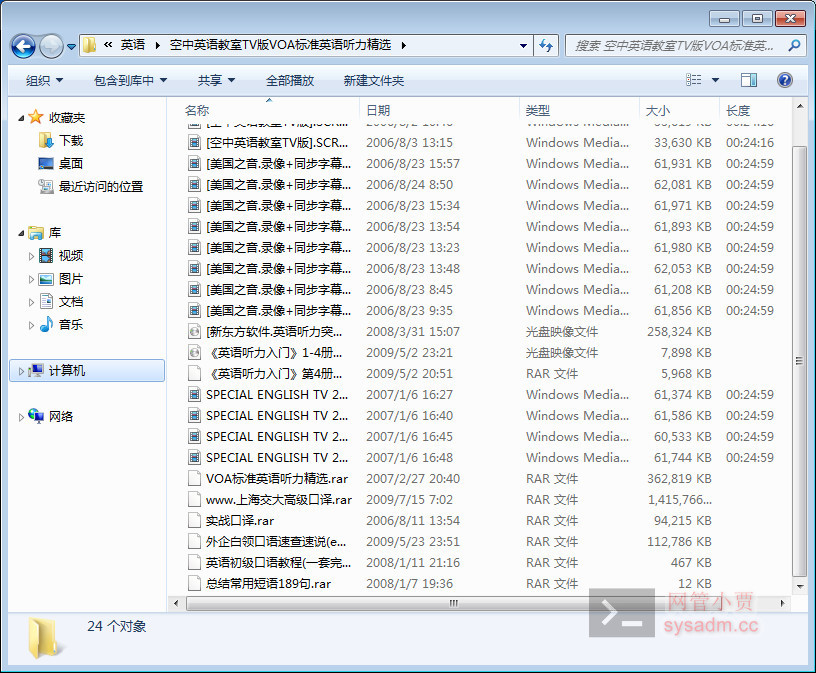 « 英语 ▸ 空中英语教室TV版VOA标准英语听力精选 ▸
搜索 空中英语教室TV版VOA标准英...
组织 包含到库中 共享 全部播放 新建文件夹
收藏夹
下载
桌面
最近访问的位置
库
视频
图片
文档
音乐
计算机
网络
名称 日期 类型 大小 长度
[空中英语教室TV版].SCR... 2006/8/3 13:15 Windows Media... 33,630 KB 00:24:16
[美国之音.录像+同步字幕... 2006/8/23 15:57 Windows Media... 61,931 KB 00:24:59
[美国之音.录像+同步字幕... 2006/8/24 8:50 Windows Media... 62,081 KB 00:24:59
[美国之音.录像+同步字幕... 2006/8/23 15:34 Windows Media... 61,971 KB 00:24:59
[美国之音.录像+同步字幕... 2006/8/23 13:54 Windows Media... 61,893 KB 00:24:59
[美国之音.录像+同步字幕... 2006/8/23 13:23 Windows Media... 61,980 KB 00:24:59
[美国之音.录像+同步字幕... 2006/8/23 13:48 Windows Media... 62,053 KB 00:24:59
[美国之音.录像+同步字幕... 2006/8/23 8:45 Windows Media... 61,208 KB 00:24:59
[美国之音.录像+同步字幕... 2006/8/23 9:35 Windows Media... 61,856 KB 00:24:59
[新东方软件.英语听力突... 2008/3/31 15:07 光盘映像文件 258,324 KB
《英语听力入门》1-4册... 2009/5/2 23:21 光盘映像文件 7,898 KB
《英语听力入门》第4册... 2009/5/2 20:51 RAR 文件 5,968 KB
SPECIAL ENGLISH TV 2... 2007/1/6 16:27 Windows Media... 61,374 KB 00:24:59
SPECIAL ENGLISH TV 2... 2007/1/6 16:40 Windows Media... 61,586 KB 00:24:59
SPECIAL ENGLISH TV 2... 2007/1/6 16:45 Windows Media... 60,533 KB 00:24:59
SPECIAL ENGLISH TV 2... 2007/1/6 16:48 Windows Media... 61,744 KB 00:24:59
VOA标准英语听力精选.rar 2007/2/27 20:40 RAR 文件 362,819 KB
www.上海交大高级口译.rar 2009/7/15 7:02 RAR 文件 1,415,766...
实战口译.rar 2006/8/11 13:54 RAR 文件 94,215 KB
外企白领口语速查速说(e... 2009/5/23 23:51 RAR 文件 112,786 KB
英语初级口语教程(一套完... 2008/1/11 21:16 RAR 文件 467 KB
总结常用短语189句.rar 2008/1/7 19:36 RAR 文件 12 KB
24 个对象
网管小贾
sysadm.cc